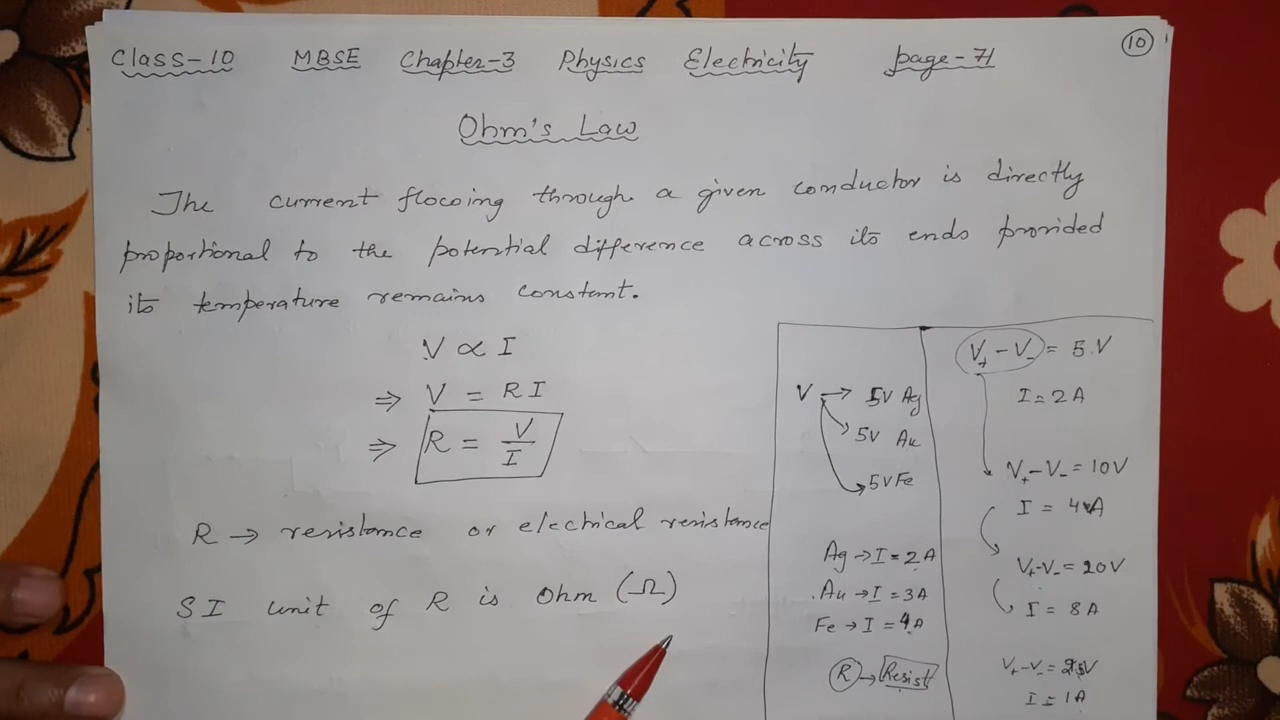 Class-10 MBSE Chapter-3 Physics Electricity page-71
10
Ohm's Law
The current flowing through a given conductor is directly
proportional to the potential difference across its ends provided
its temperature remains constant.
V ∝ I
⇒ V = RI
⇒ R = V/I
R → resistance or electrical resistance
SI unit of R is Ohm (Ω)
V → 5V Ag
5V Au
→ 5V Fe
Ag → I = 2A
Au → I = 3A
Fe → I = 4A
R → Resist
V₊ - V₋ = 5V
I = 2A
V₊ - V₋ = 10V
I = 4A
V₊ - V₋ = 20V
I = 8A
V₊ - V₋ =
I = 1A